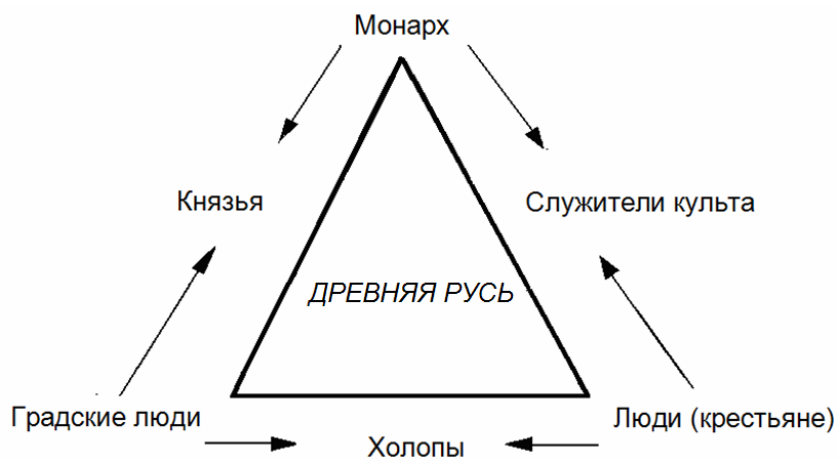 Монарх
Князья
Служители культа
ДРЕВНЯЯ РУСЬ
Градские люди
Люди (крестьяне)
Холопы